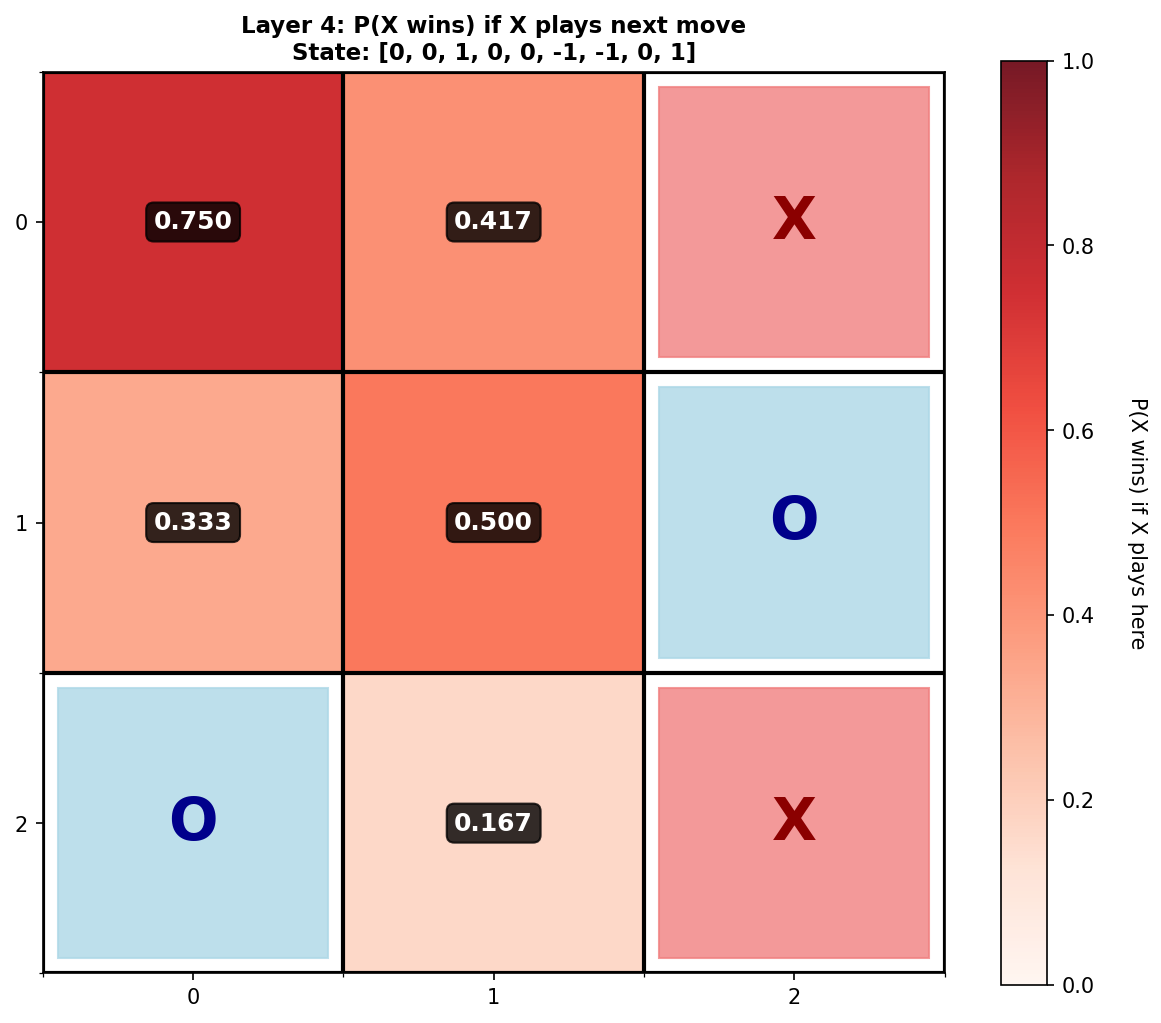 Layer 4: P(X wins) if X plays next move
State: [0, 0, 1, 0, 0, -1, -1, 0, 1]
0
0.750
0.417
X
1
0.333
0.500
O
2
O
0.167
X
0
1
2
1.0
0.8
0.6
0.4
0.2
0.0
P(X wins) if X plays here